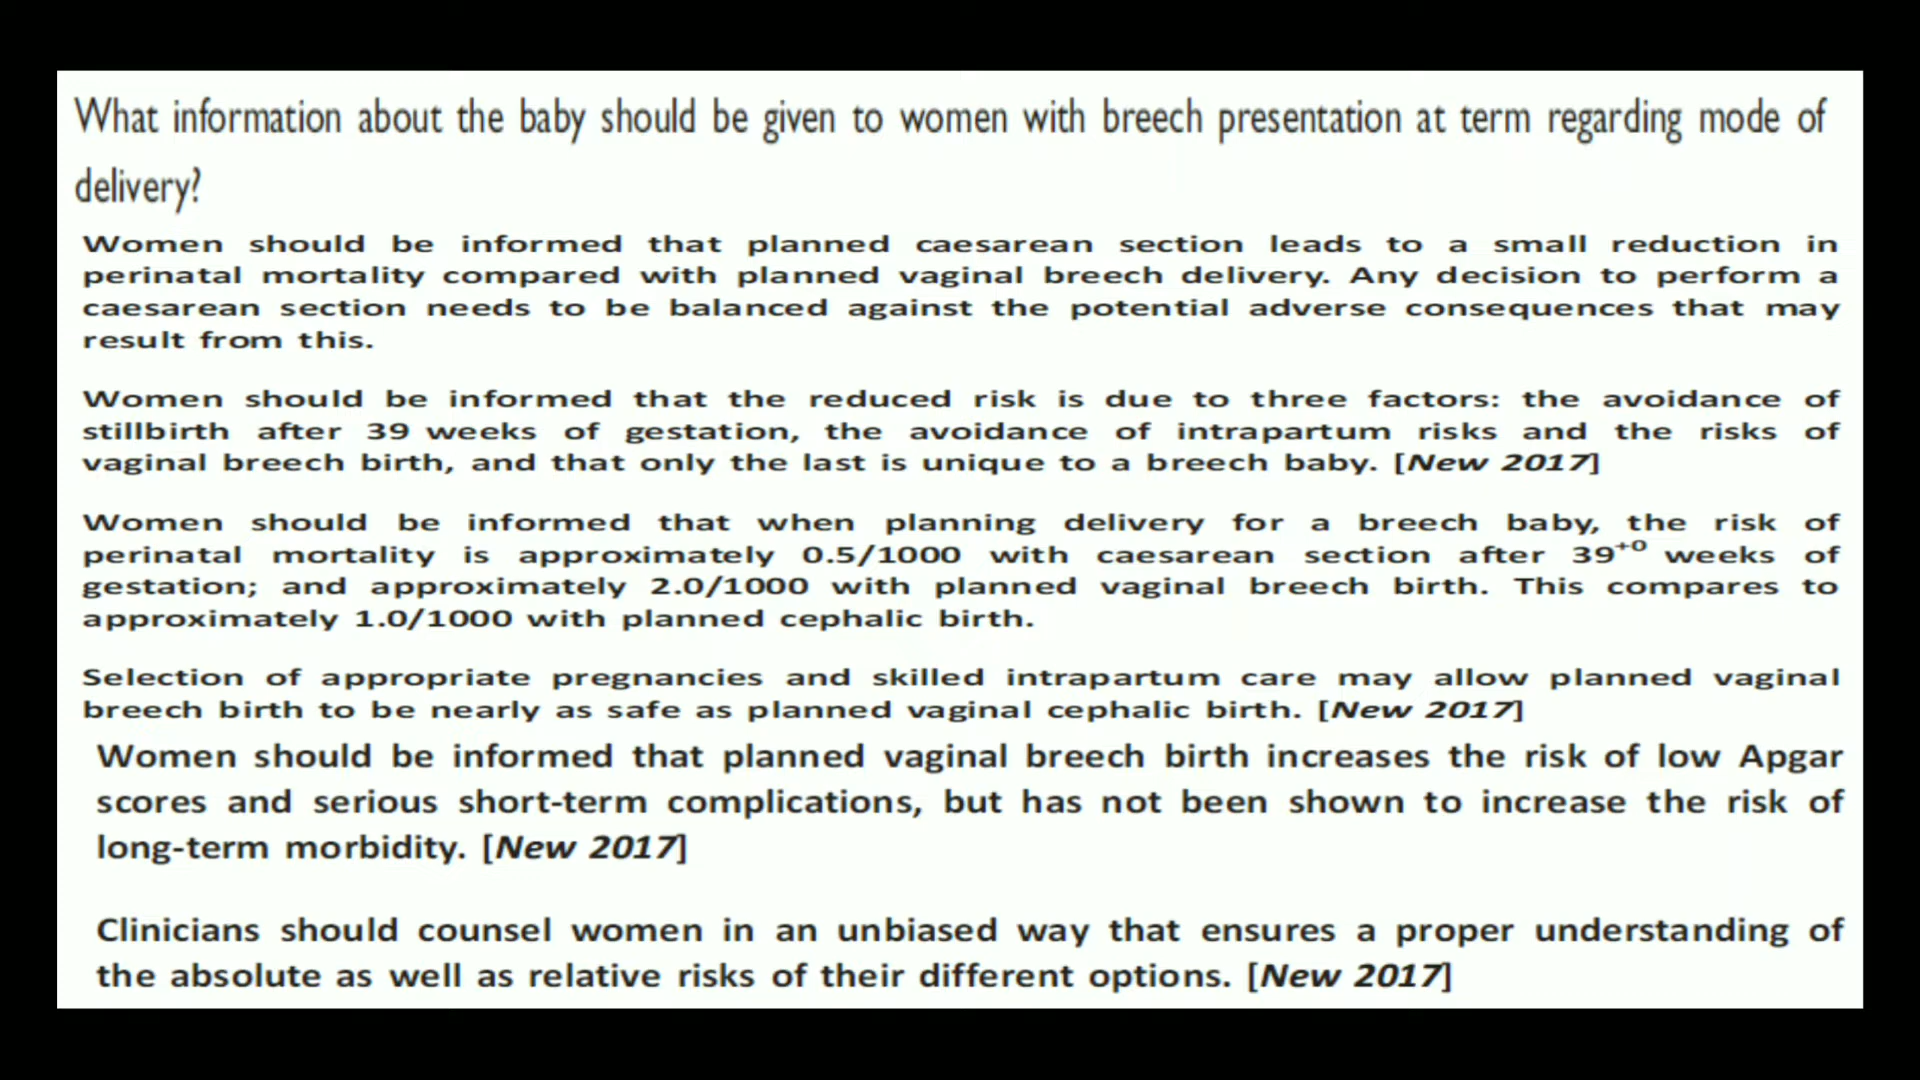 What information about the baby should be given to women with breech presentation at term regarding mode of
delivery?
Women should be informed that planned caesarean section leads to a small reduction in
perinatal mortality compared with planned vaginal breech delivery. Any decision to perform a
caesarean section needs to be balanced against the potential adverse consequences that may
result from this.
Women should be informed that the reduced risk is due to three factors: the avoidance of
stillbirth after 39 weeks of gestation, the avoidance of intrapartum risks and the risks of
vaginal breech birth, and that only the last is unique to a breech baby. [New 2017]
Women should be informed that when planning delivery for a breech baby, the risk of
perinatal mortality is approximately 0.5/1000 with caesarean section after 39⁺⁰ weeks of
gestation; and approximately 2.0/1000 with planned vaginal breech birth. This compares to
approximately 1.0/1000 with planned cephalic birth.
Selection of appropriate pregnancies and skilled intrapartum care may allow planned vaginal
breech birth to be nearly as safe as planned vaginal cephalic birth. [New 2017]
Women should be informed that planned vaginal breech birth increases the risk of low Apgar
scores and serious short-term complications, but has not been shown to increase the risk of
long-term morbidity. [New 2017]
Clinicians should counsel women in an unbiased way that ensures a proper understanding of
the absolute as well as relative risks of their different options. [New 2017]